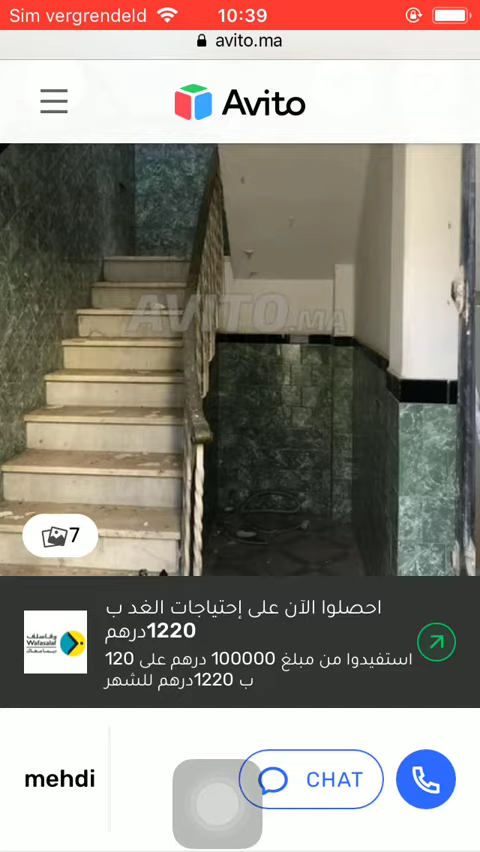 Sim vergrendeld 10:39
avito.ma
Avito
AVITO.MA
7
احصلوا الآن على إحتياجات الغد ب
1220درهم
استفيدوا من مبلغ 100000 درهم على 120
ب 1220درهم للشهر
وفاسلف
Wafasalaf
mehdi
CHAT